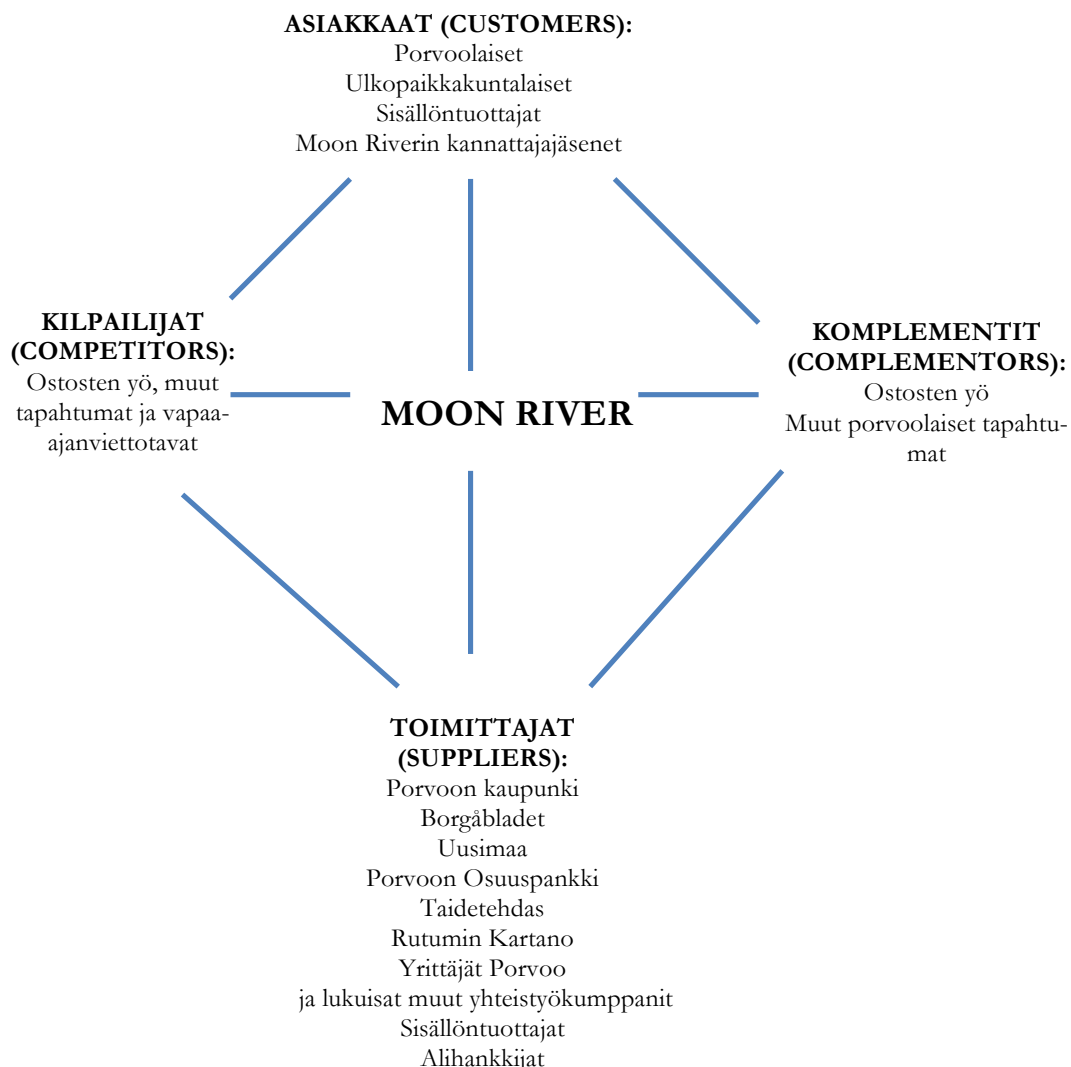 ASIAKKAAT (CUSTOMERS):
Porvoolaiset
Ulkopaikkakuntalaiset
Sisällöntuottajat
Moon Riverin kannattajajäsenet
KILPAILIJAT
(COMPETITORS):
Ostosten yö, muut
tapahtumat ja vapaa-
ajanviettotavat
MOON RIVER
KOMPLEMENTIT
(COMPLEMENTORS):
Ostosten yö
Muut porvoolaiset tapahtu-
mat
TOIMITTAJAT
(SUPPLIERS):
Porvoon kaupunki
Borgåbladet
Uusimaa
Porvoon Osuuspankki
Taidetehdas
Rutumin Kartano
Yrittäjät Porvoo
ja lukuisat muut yhteistyökumppanit
Sisällöntuottajat
Alihankkijat